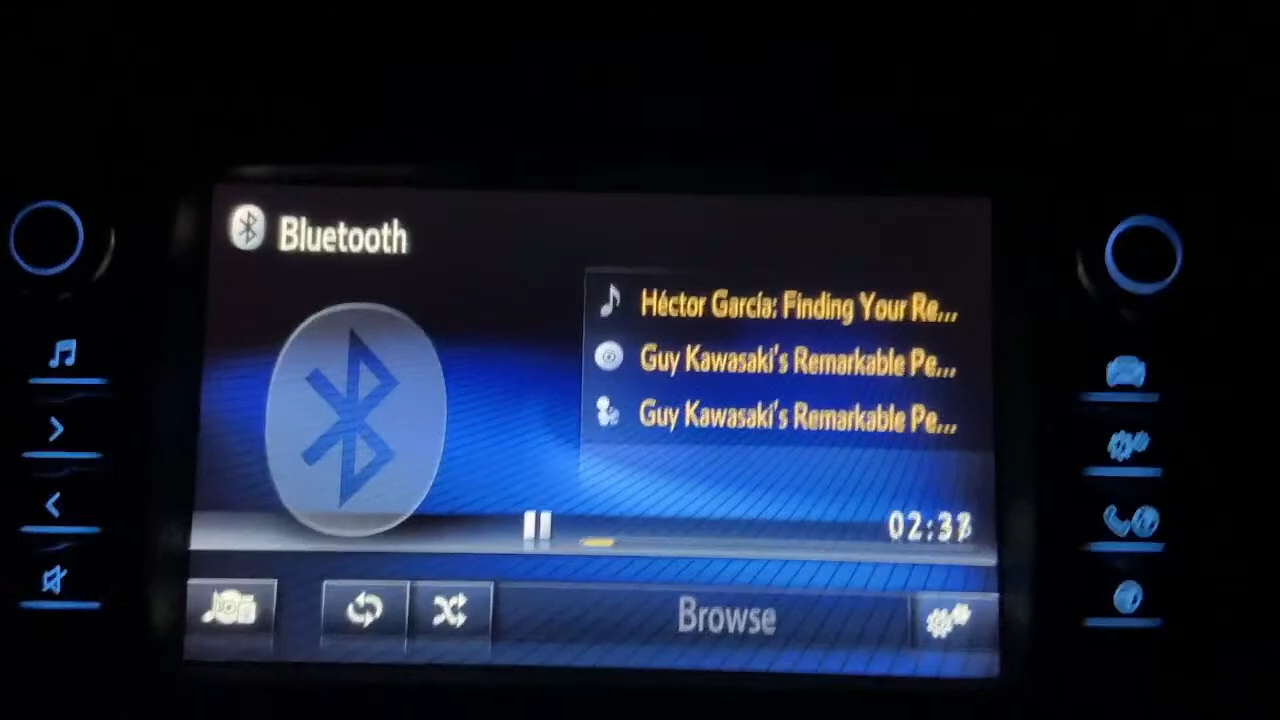 Bluetooth
Héctor García: Finding Your Re...
Guy Kawasaki's Remarkable Pe...
Guy Kawasaki's Remarkable Pe...
Browse